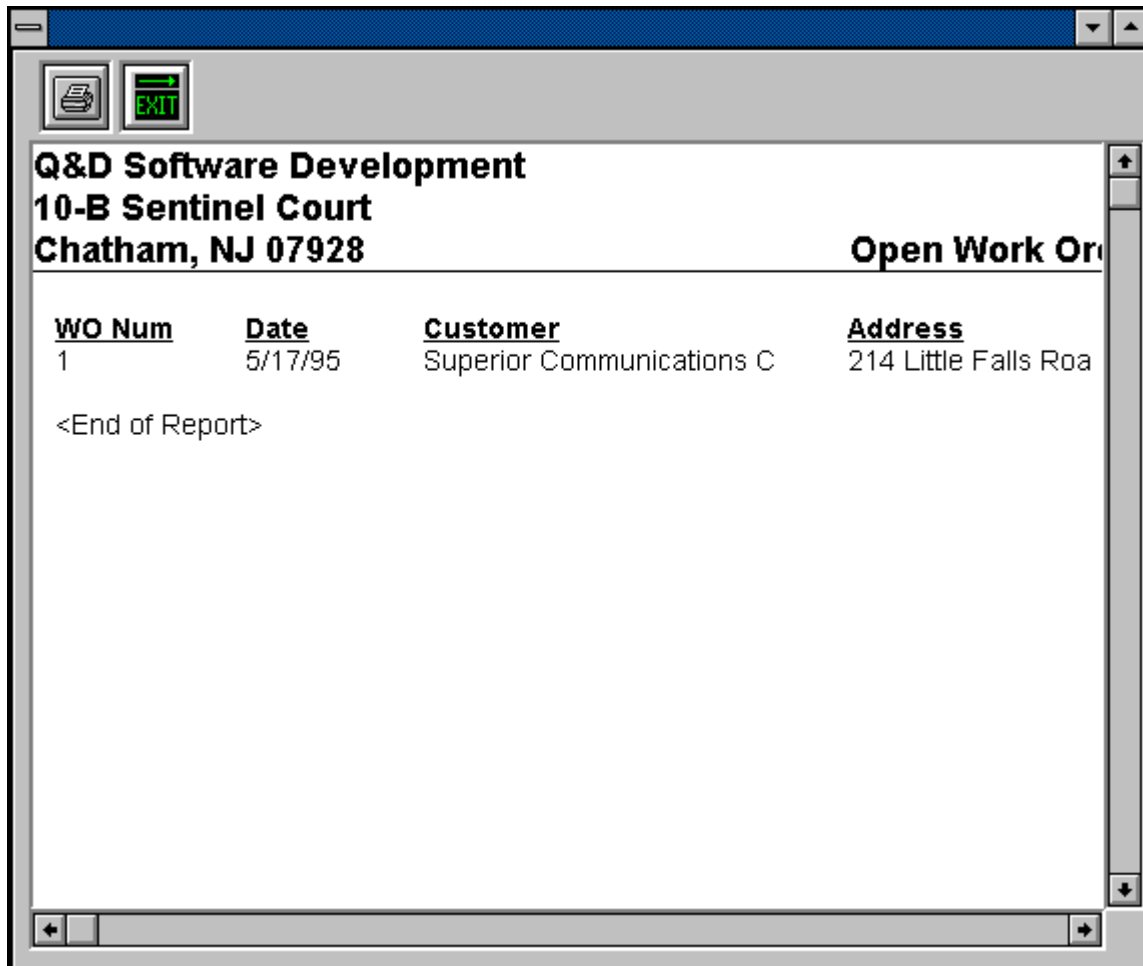 EXIT
Q&D Software Development
10-B Sentinel Court
Chatham, NJ 07928 Open Work Ord
WO Num Date Customer Address
1 5/17/95 Superior Communications C 214 Little Falls Roa
<End of Report>